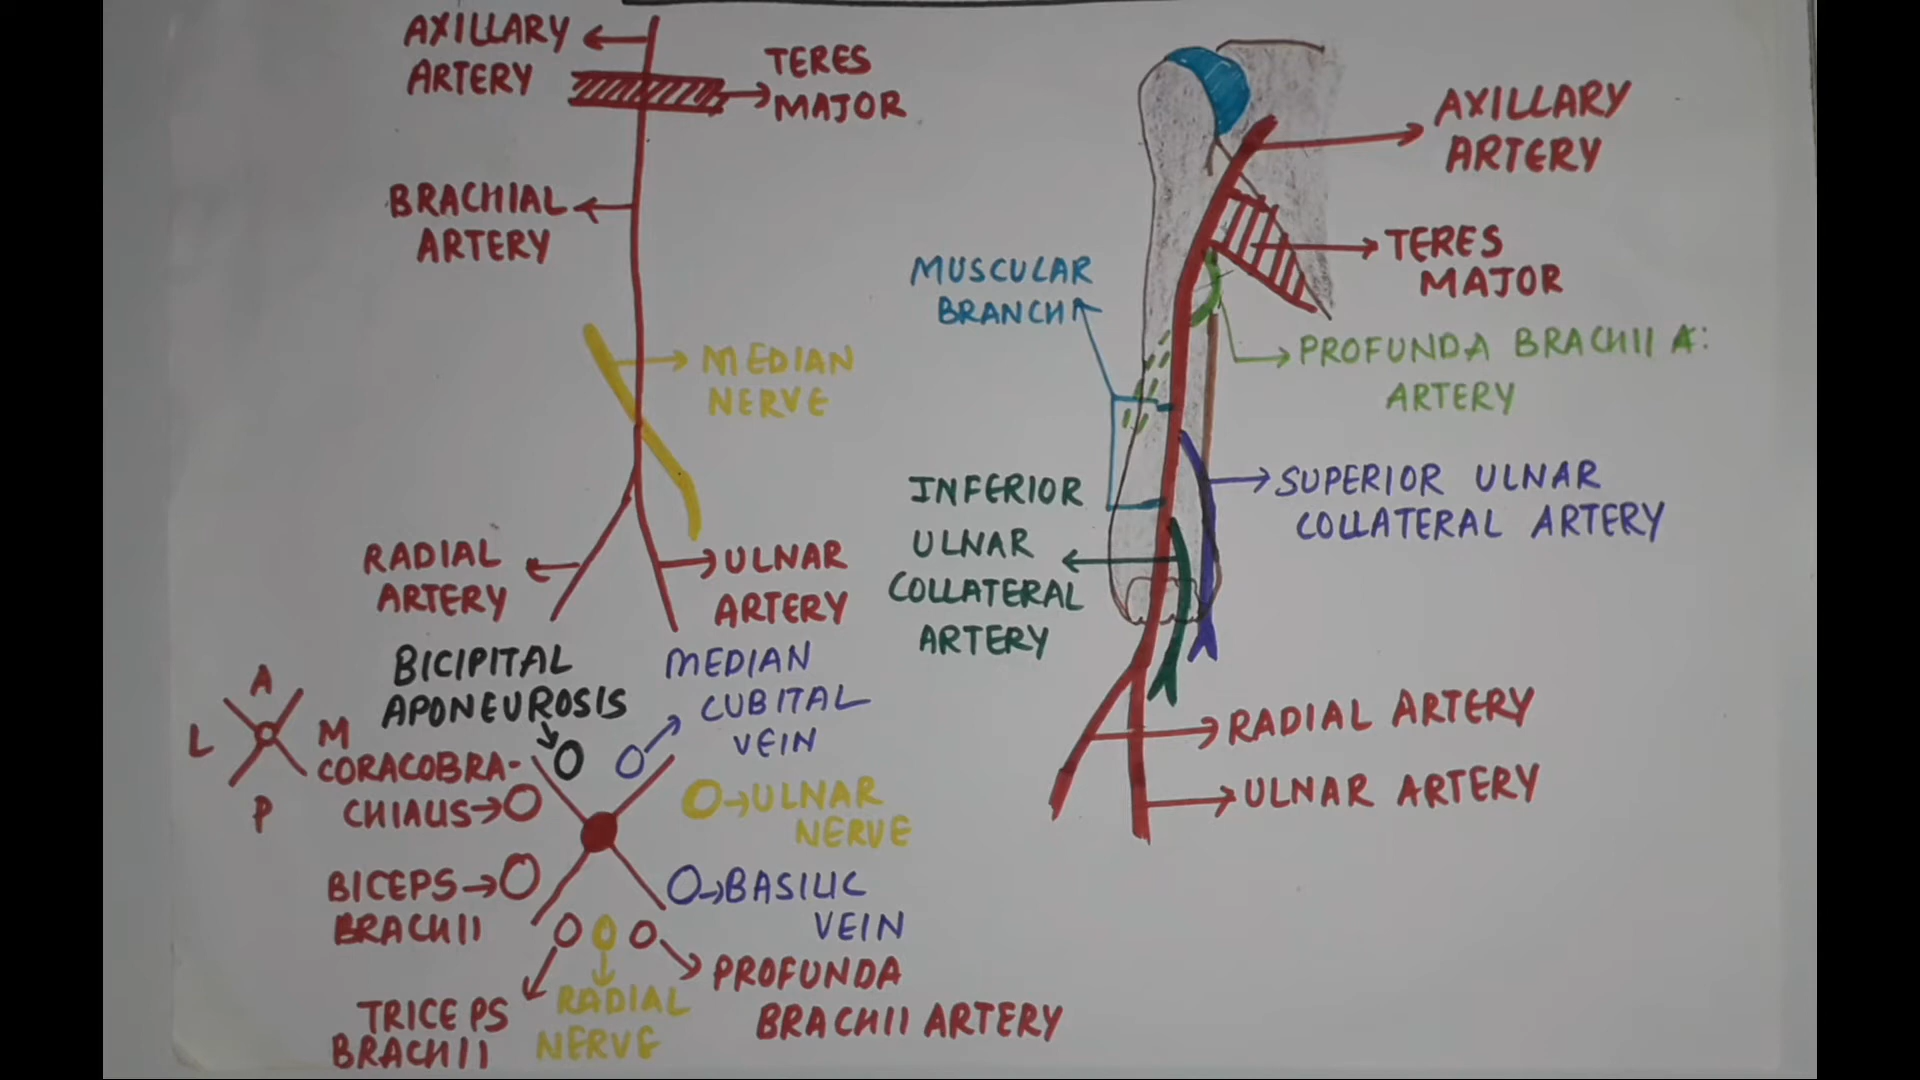 AXILLARY
ARTERY
TERES
MAJOR
BRACHIAL
ARTERY
MEDIAN
NERVE
RADIAL
ARTERY
ULNAR
ARTERY
A
L
M
P
BICIPITAL
APONEUROSIS
MEDIAN
CUBITAL
VEIN
CORACOBRA-
CHIALIS
ULNAR
NERVE
BICEPS
BRACHII
BASILIC
VEIN
TRICEPS
BRACHII
RADIAL
NERVE
PROFUNDA
BRACHII ARTERY
AXILLARY
ARTERY
TERES
MAJOR
MUSCULAR
BRANCH
PROFUNDA BRACHII A:
ARTERY
SUPERIOR ULNAR
COLLATERAL ARTERY
INFERIOR
ULNAR
COLLATERAL
ARTERY
RADIAL ARTERY
ULNAR ARTERY